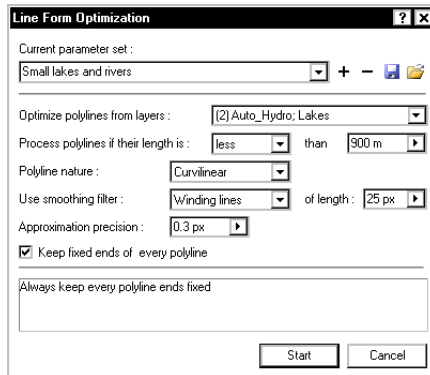 Line Form Optimization
Current parameter set :
Small lakes and rivers
Optimize polylines from layers : (2) Auto_Hydro; Lakes
Process polylines if their length is : less than 900 m
Polyline nature : Curvilinear
Use smoothing filter : Winding lines of length : 25 px
Approximation precision : 0.3 px
Keep fixed ends of every polyline
Always keep every polyline ends fixed
Start Cancel